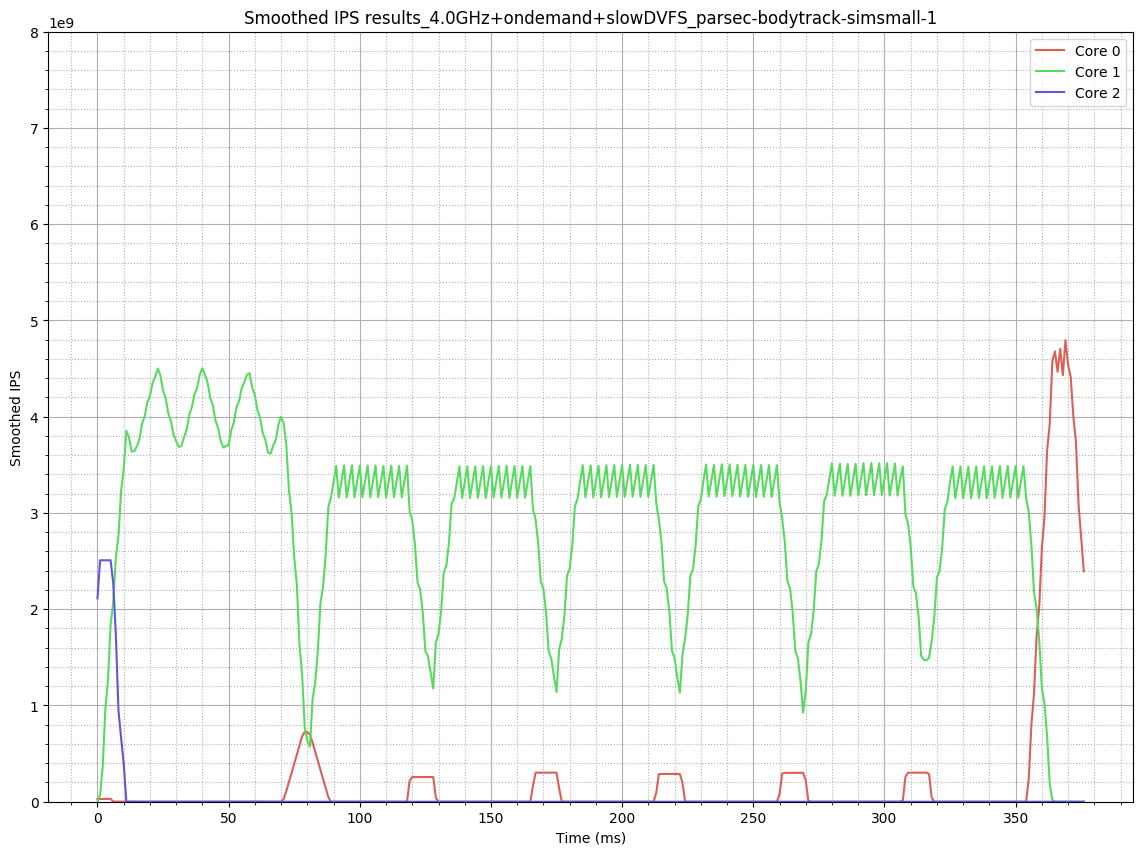 Smoothed IPS results_4.0GHz+ondemand+slowDVFS_parsec-bodytrack-simsmall-1
1e9
8
7
6
5
4
3
2
1
0
Smoothed IPS
Core 0
Core 1
Core 2
0 50 100 150 200 250 300 350
Time (ms)